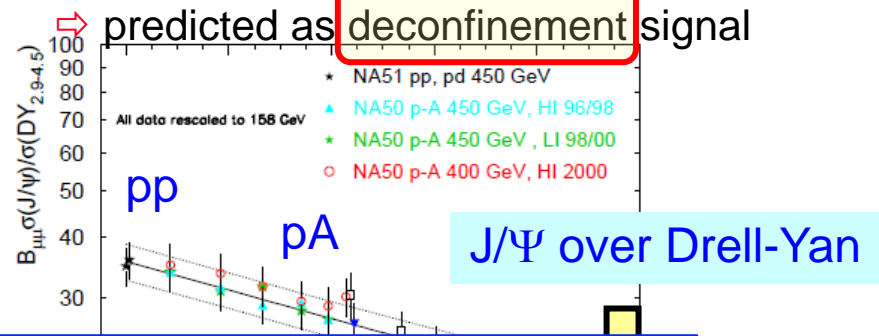 ⇨ predicted as deconfinement signal
100
90
80
70
60
50
40
30
B_μμσ(J/ψ)/σ(DY_2.9-4.5)
★ NA51 pp, pd 450 GeV
▲ NA50 p-A 450 GeV, HI 96/98
★ NA50 p-A 450 GeV , LI 98/00
○ NA50 p-A 400 GeV, HI 2000
All data rescaled to 158 GeV
pp
pA
J/Ψ over Drell-Yan